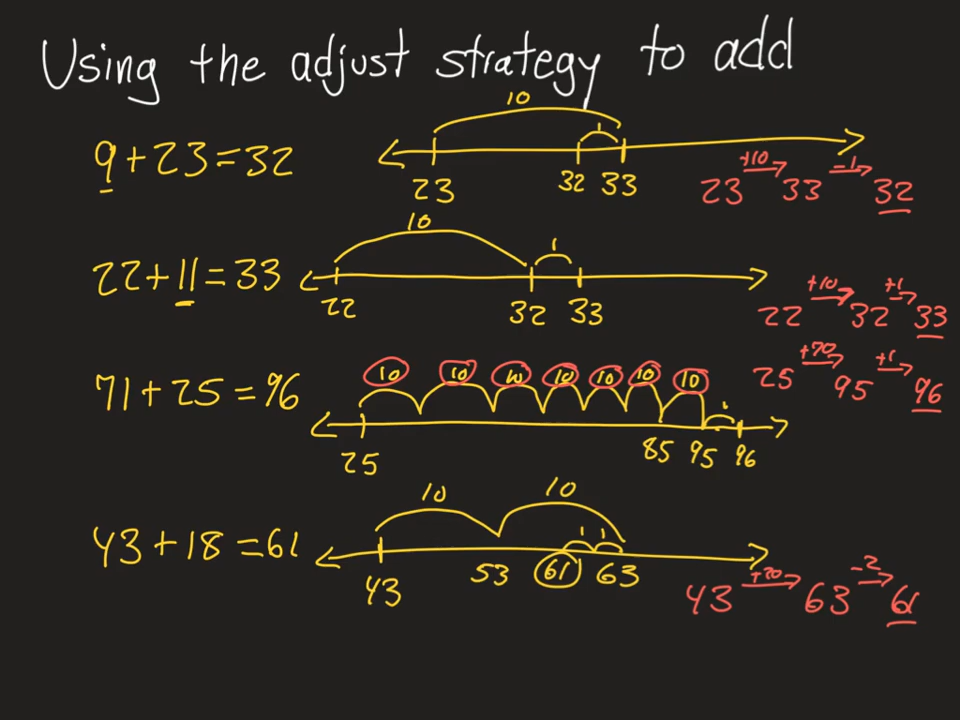 Using the adjust strategy to add
9+23=32
10
1
23 32 33
23 +10→ 33 -1→ 32
22+11=33
10
1
22 32 33
22 +10→ 32 +1→ 33
71+25=96
10 10 10 10 10 10 10
1
25 85 95 96
25 +70→ 95 +1→ 96
43+18=61
10 10
1 1
43 53 61 63
43 +20→ 63 -2→ 61